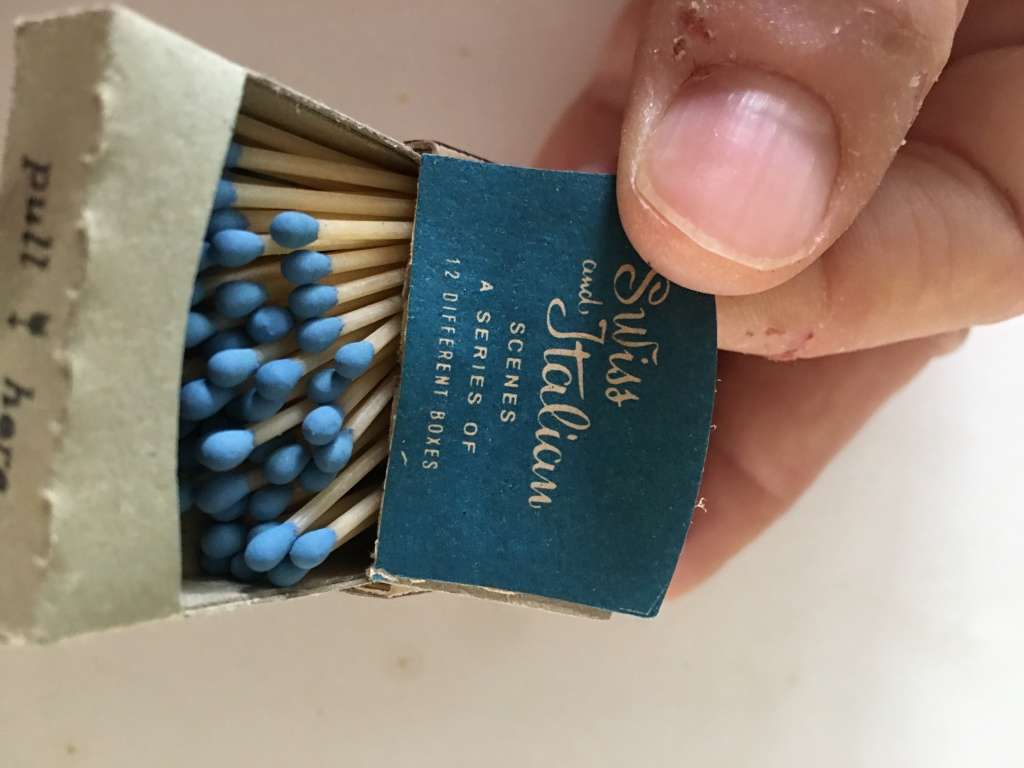 Swiss
and Italian
SCENES
A SERIES OF
12 DIFFERENT BOXES
pull here